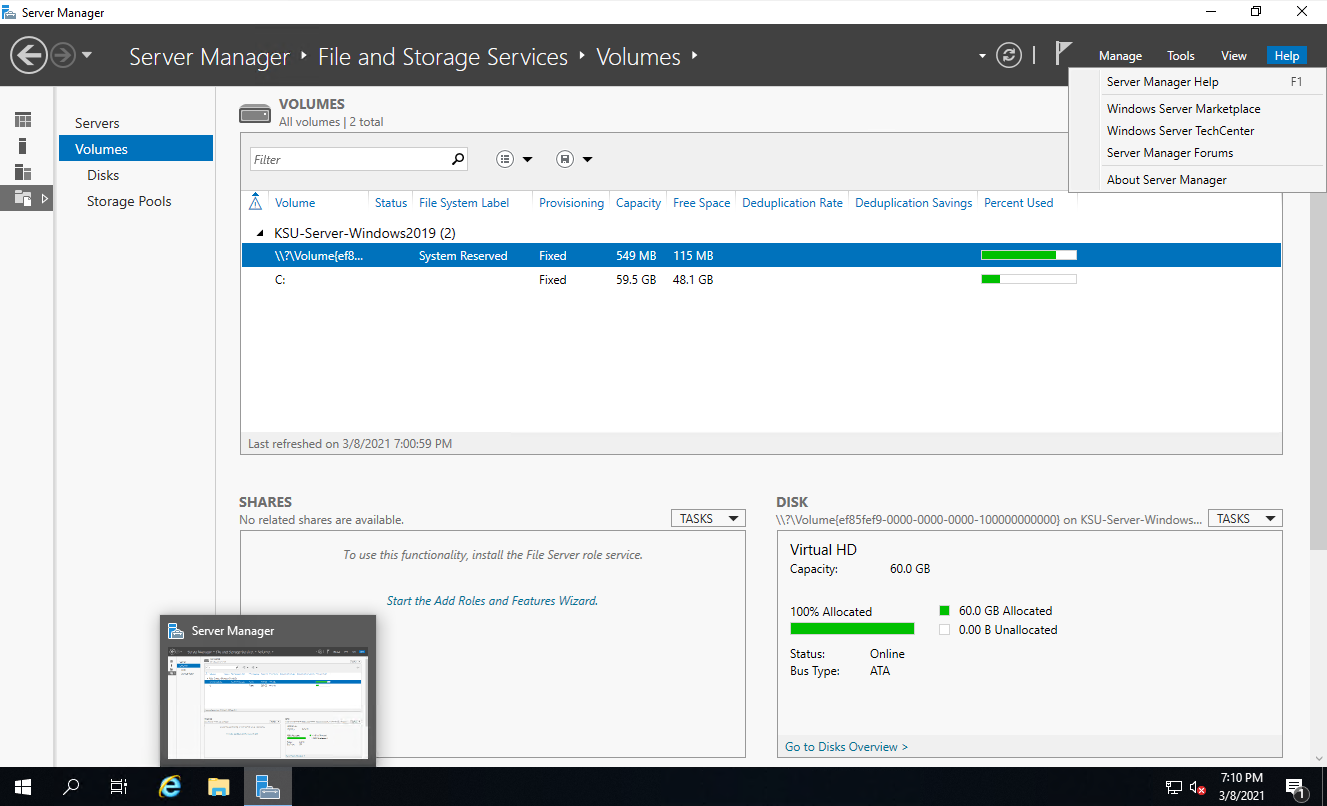 Server Manager
Server Manager File and Storage Services Volumes
Manage Tools View Help
Server Manager Help F1
Windows Server Marketplace
Windows Server TechCenter
Server Manager Forums
About Server Manager
Servers
Volumes
Disks
Storage Pools
VOLUMES
All volumes | 2 total
Filter
Volume Status File System Label Provisioning Capacity Free Space Deduplication Rate Deduplication Savings Percent Used
KSU-Server-Windows2019 (2)
\\?\Volume{ef8... System Reserved Fixed 549 MB 115 MB
C: Fixed 59.5 GB 48.1 GB
Last refreshed on 3/8/2021 7:00:59 PM
SHARES
No related shares are available.
TASKS
To use this functionality, install the File Server role service.
Start the Add Roles and Features Wizard.
DISK
\\?\Volume{ef85fef9-0000-0000-0000-100000000000} on KSU-Server-Windows...
TASKS
Virtual HD
Capacity: 60.0 GB
100% Allocated
60.0 GB Allocated
0.00 B Unallocated
Status: Online
Bus Type: ATA
Go to Disks Overview >
Server Manager
7:10 PM
3/8/2021
1